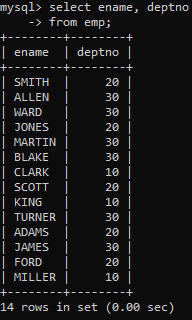 mysql> select ename, deptno
    -> from emp;
+--------+--------+
| ename  | deptno |
+--------+--------+
| SMITH  |     20 |
| ALLEN  |     30 |
| WARD   |     30 |
| JONES  |     20 |
| MARTIN |     30 |
| BLAKE  |     30 |
| CLARK  |     10 |
| SCOTT  |     20 |
| KING   |     10 |
| TURNER |     30 |
| ADAMS  |     20 |
| JAMES  |     30 |
| FORD   |     20 |
| MILLER |     10 |
+--------+--------+
14 rows in set (0.00 sec)